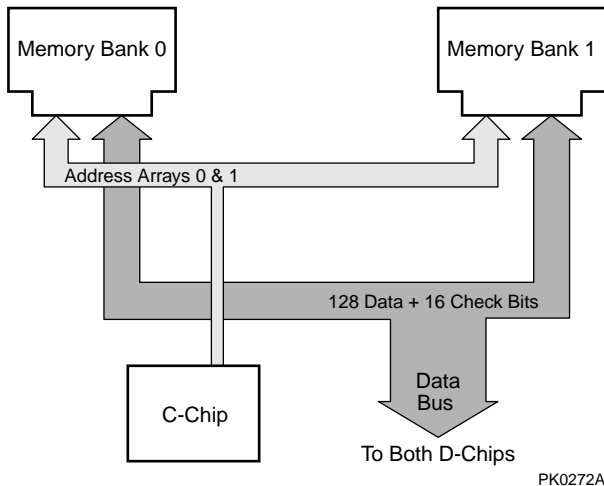 Memory Bank 0
Memory Bank 1
Address Arrays 0 & 1
128 Data + 16 Check Bits
C-Chip
Data
Bus
To Both D-Chips
PK0272A